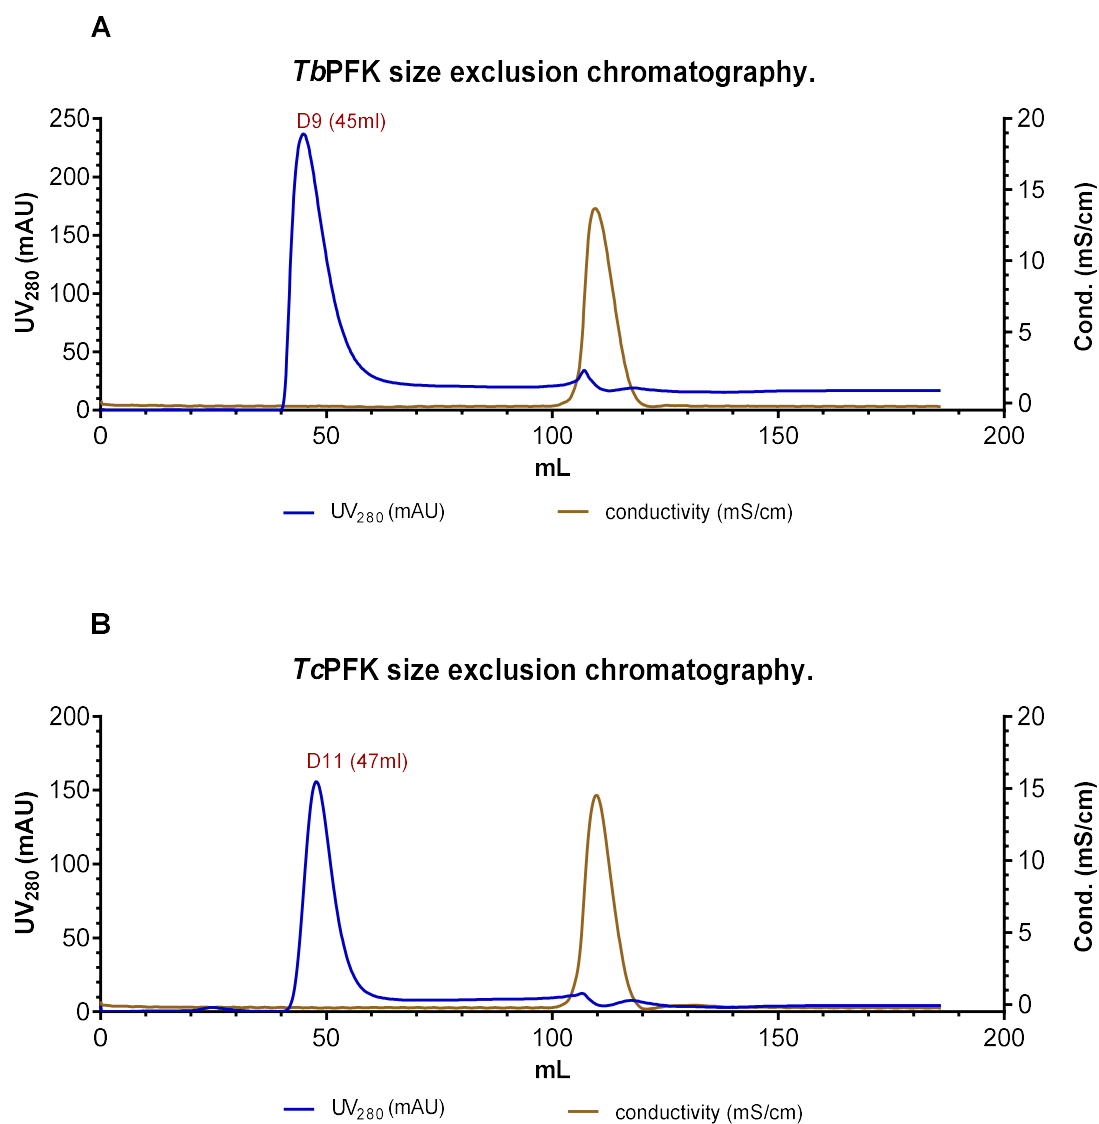 A
TbPFK size exclusion chromatography.
D9 (45ml)
250
200
150
100
50
0
UV280 (mAU)
20
15
10
5
0
Cond. (mS/cm)
0 50 100 150 200
mL
UV280 (mAU) conductivity (mS/cm)
B
TcPFK size exclusion chromatography.
D11 (47ml)
200
150
100
50
0
UV280 (mAU)
20
15
10
5
0
Cond. (mS/cm)
0 50 100 150 200
mL
UV280 (mAU) conductivity (mS/cm)